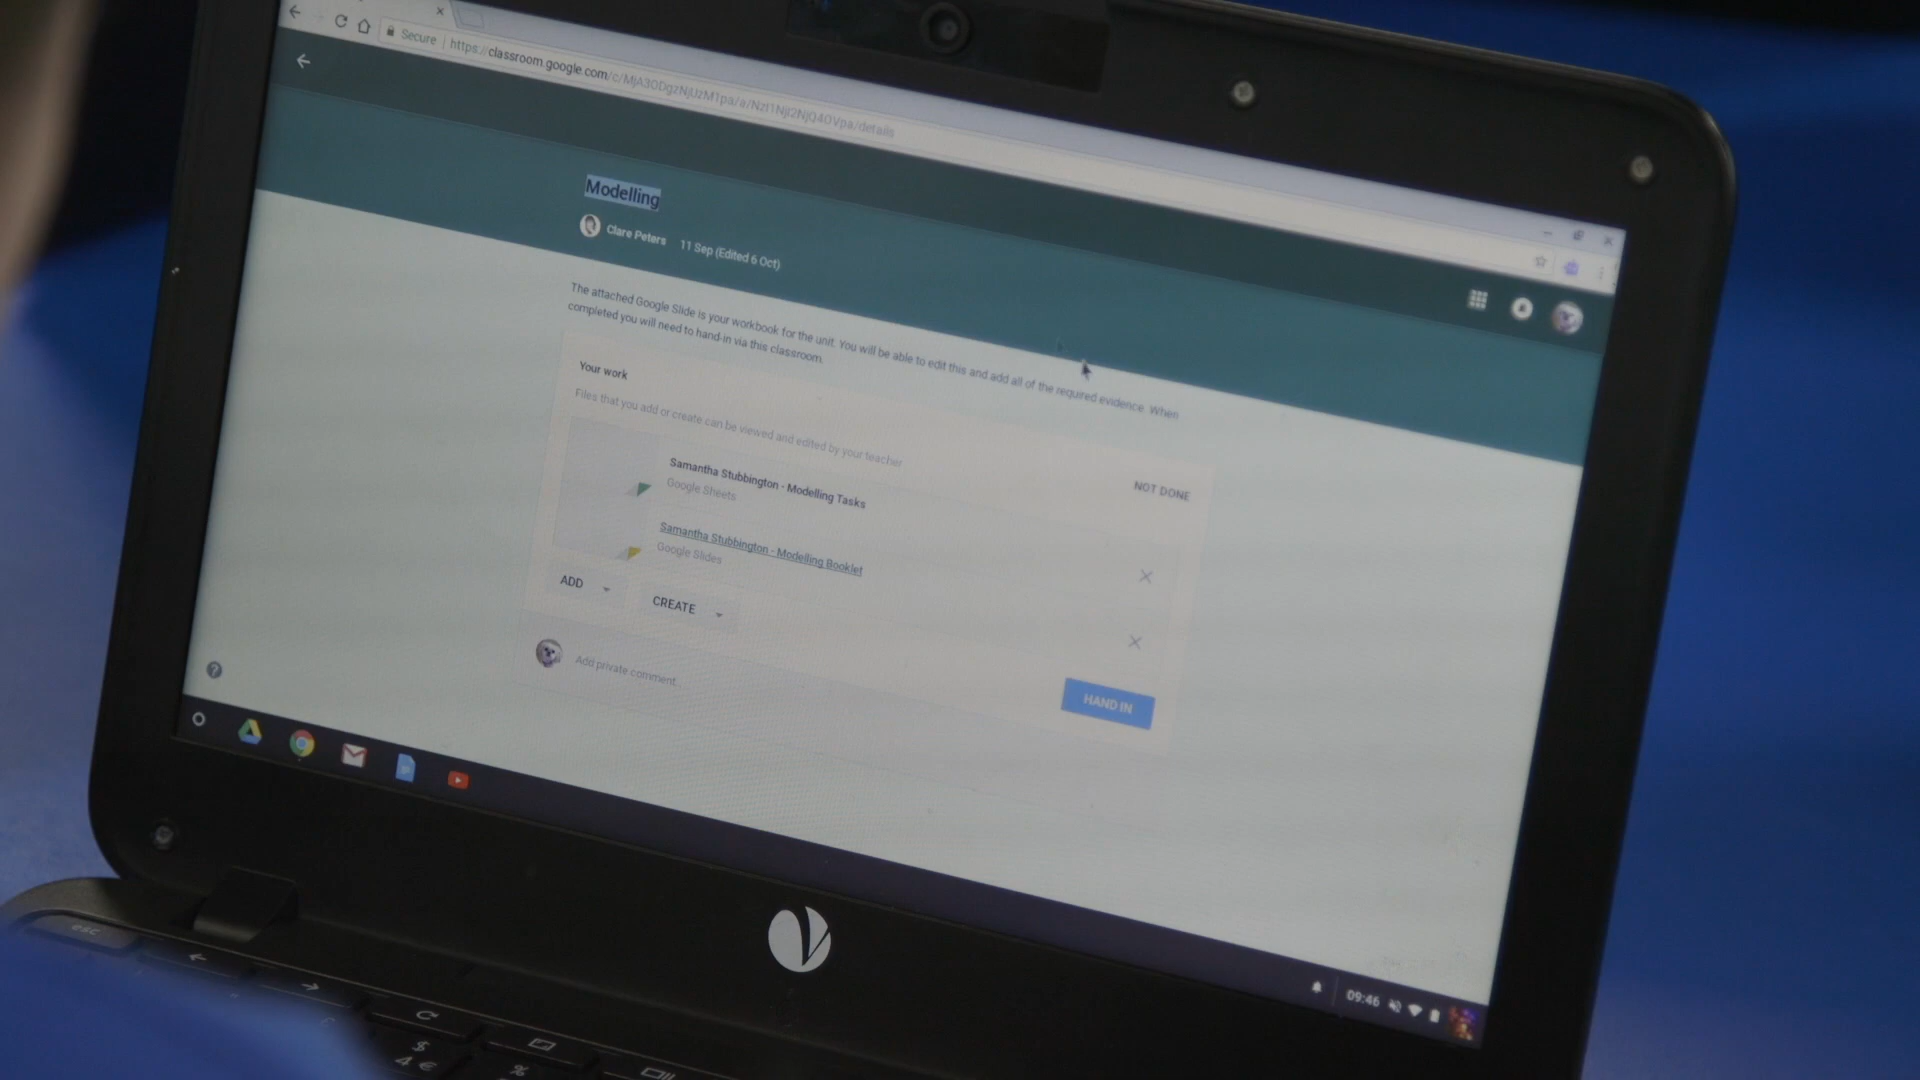 Secure https://classroom.google.com/c/MjA3ODgzNjUzM1pa/a/Nzt1Njc2NjQ4OVpa/details
Modelling
Clare Peters 11 Sep (Edited 6 Oct)
The attached Google Slide is your workbook for the unit. You will be able to edit this and add all of the required evidence. When
completed you will need to hand-in via this classroom.
Your work
NOT DONE
Files that you add or create can be viewed and edited by your teacher
Samantha Stubbington - Modelling Tasks
Google Sheets
Samantha Stubbington - Modelling Booklet
Google Slides
ADD CREATE
Add private comment.
HAND IN
09:46
esc
$
4 €
%